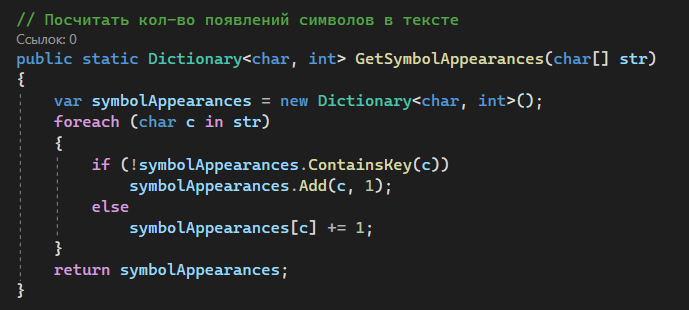 // Посчитать кол-во появлений символов в тексте
Ссылок: 0
public static Dictionary<char, int> GetSymbolAppearances(char[] str)
{
    var symbolAppearances = new Dictionary<char, int>();
    foreach (char c in str)
    {
        if (!symbolAppearances.ContainsKey(c))
            symbolAppearances.Add(c, 1);
        else
            symbolAppearances[c] += 1;
    }
    return symbolAppearances;
}